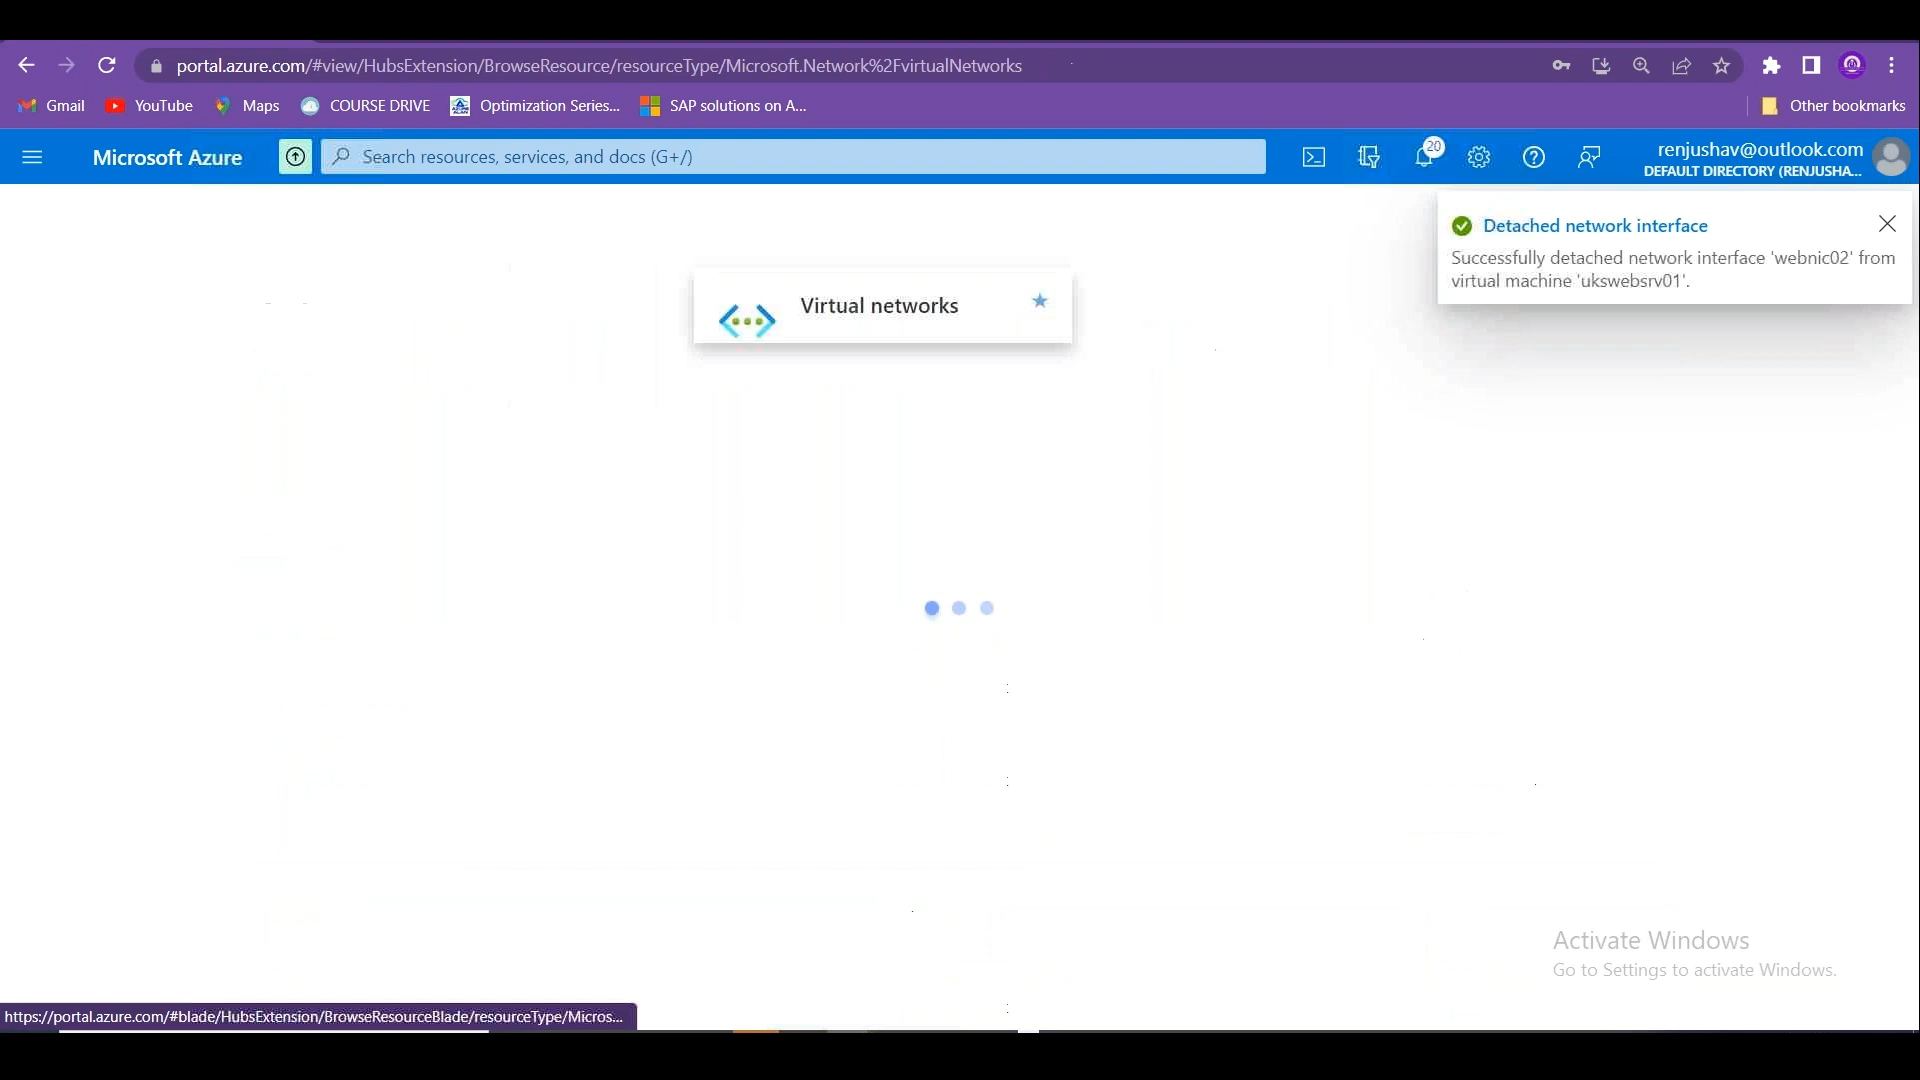 portal.azure.com/#view/HubsExtension/BrowseResource/resourceType/Microsoft.Network%2FvirtualNetworks
Gmail YouTube Maps COURSE DRIVE Optimization Series... SAP solutions on A... Other bookmarks
Microsoft Azure Search resources, services, and docs (G+/) 20 renjushav@outlook.com
DEFAULT DIRECTORY (RENJUSHA...
Detached network interface
Successfully detached network interface 'webnic02' from
virtual machine 'ukswebsrv01'.
Virtual networks
Activate Windows
Go to Settings to activate Windows.
https://portal.azure.com/#blade/HubsExtension/BrowseResourceBlade/resourceType/Micros...